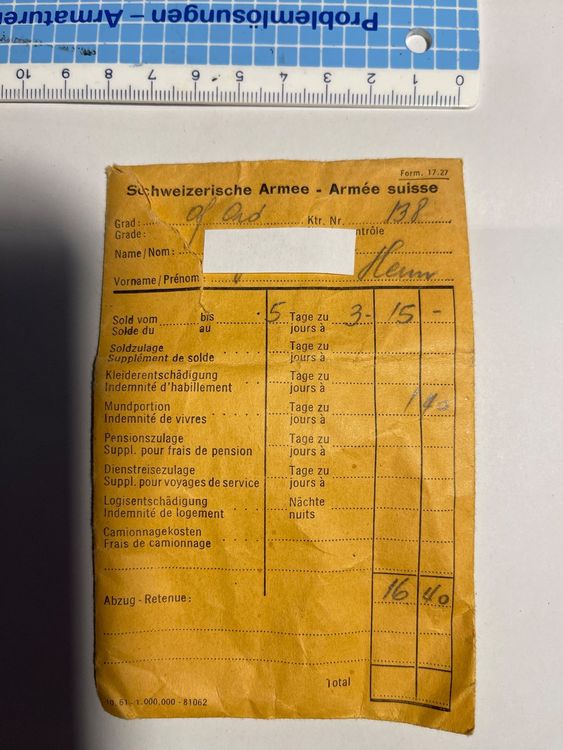 Problemlösungen – Armaturen
10 9 8 7 6 5 4 3 2 1 0
Form. 17.27
Schweizerische Armee - Armée suisse
Grad: Ktr. Nr. 138
Grade: ntrôle
Name/Nom:
Vorname/Prénom Herrn
Sold vom bis 5 Tage zu 3.- 15 -
Solde du au jours à
Soldzulage Tage zu
Supplément de solde jours à
Kleiderentschädigung Tage zu
Indemnité d'habillement jours à
Mundportion Tage zu 1 40
Indemnité de vivres jours à
Pensionszulage Tage zu
Suppl. pour frais de pension jours à
Dienstreisezulage Tage zu
Suppl. pour voyages de service jours à
Logisentschädigung Nächte
Indemnité de logement nuits
Camionnagekosten
Frais de camionnage
16 40
Abzug - Retenue:
Total
10. 61 - 1.000.000 - 81062